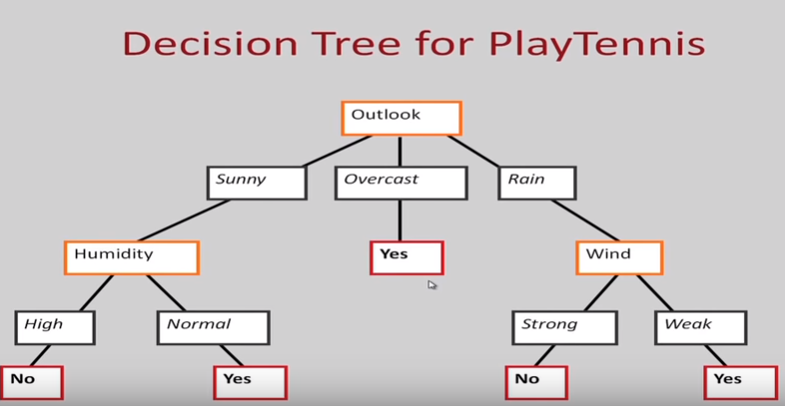 Decision Tree for PlayTennis
Outlook
Sunny
Overcast
Rain
Humidity
Yes
Wind
High
Normal
Strong
Weak
No
Yes
No
Yes